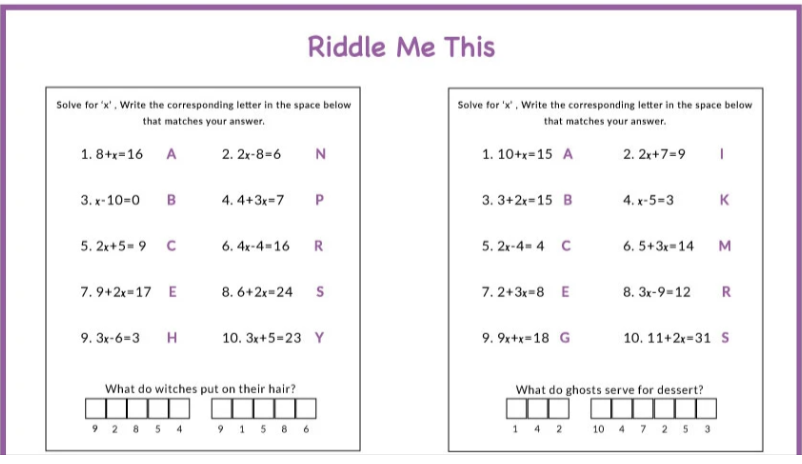 Riddle Me This
Solve for 'x' , Write the corresponding letter in the space below
that matches your answer.
1. 8+x=16 A 2. 2x-8=6 N
3. x-10=0 B 4. 4+3x=7 P
5. 2x+5= 9 C 6. 4x-4=16 R
7. 9+2x=17 E 8. 6+2x=24 S
9. 3x-6=3 H 10. 3x+5=23 Y
What do witches put on their hair?
9 2 8 5 4 9 1 5 8 6
Solve for 'x' , Write the corresponding letter in the space below
that matches your answer.
1. 10+x=15 A 2. 2x+7=9 I
3. 3+2x=15 B 4. x-5=3 K
5. 2x-4= 4 C 6. 5+3x=14 M
7. 2+3x=8 E 8. 3x-9=12 R
9. 9x+x=18 G 10. 11+2x=31 S
What do ghosts serve for dessert?
1 4 2 10 4 7 2 5 3